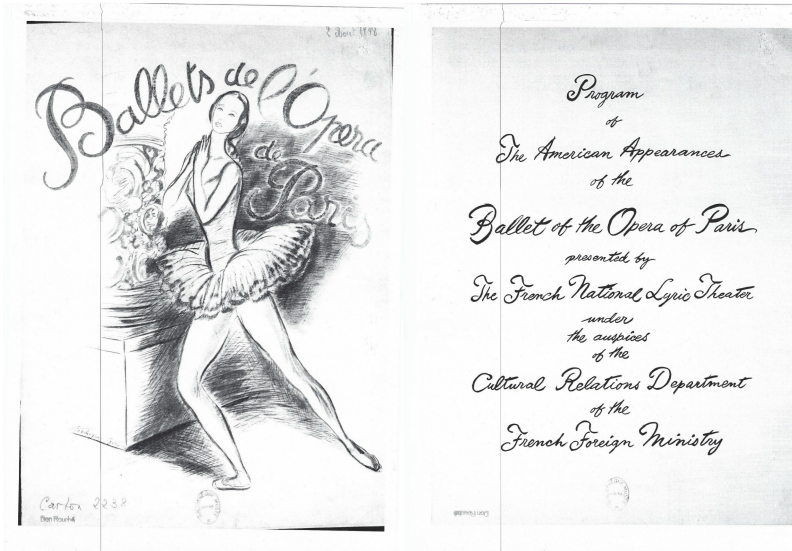 Ballets de l'Opera
de
Paris
Carton 2238
Program
of
The American Appearances
of the
Ballet of the Opera of Paris
presented by
The French National Lyric Theater
under
the auspices
of the
Cultural Relations Department
of the
French Foreign Ministry